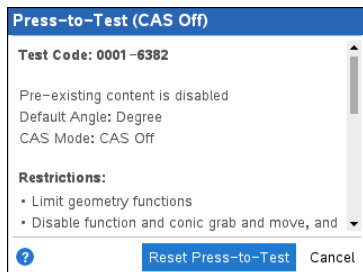 Press-to-Test (CAS Off)
Test Code: 0001-6382
Pre-existing content is disabled
Default Angle: Degree
CAS Mode: CAS Off
Restrictions:
• Limit geometry functions
• Disable function and conic grab and move, and
?
Reset Press-to-Test
Cancel